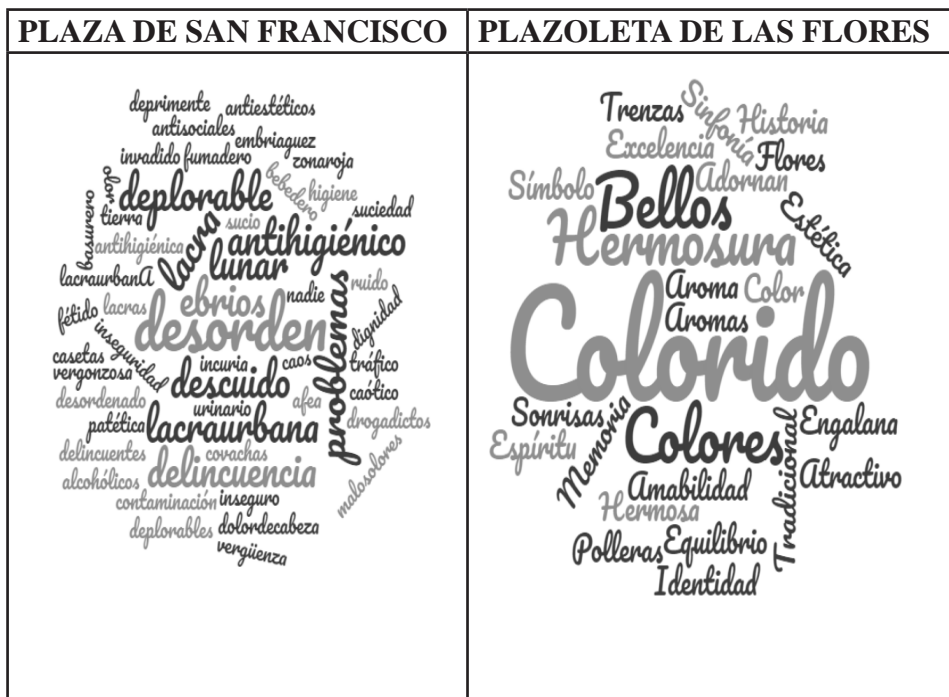 PLAZA DE SAN FRANCISCO
PLAZOLETA DE LAS FLORES
deprimente
antiestéticos
antisociales
embriaguez
invadido
fumadero
zonaroja
olor
deplorable
bebedero
higiene
basurero
tierra
lacra
sucio
suciedad
antihigiénica
antihigiénico
lunar
lacraurbanA
ebrios
nadie
problemas
ruido
fétido
lacras
desorden
dignidad
inseguridad
casetas
incuria
caos
tráfico
vergonzosa
descuido
caótico
desordenado
urinario
afea
patética
lacraurbana
drogadictos
delincuentes
covachas
alcohólicos
delincuencia
malosolores
contaminación
inseguro
deplorables
dolordecabeza
vergüenza
Trenzas
Sinfonía
Historia
Excelencia
Flores
Símbolo
Bellos
Adornan
Hermosura
Estética
Aroma
Color
Aromas
Colorido
Sonrisas
Memoria
Colores
Tradicional
Engalana
Espíritu
Amabilidad
Atractivo
Hermosa
Polleras
Equilibrio
Identidad